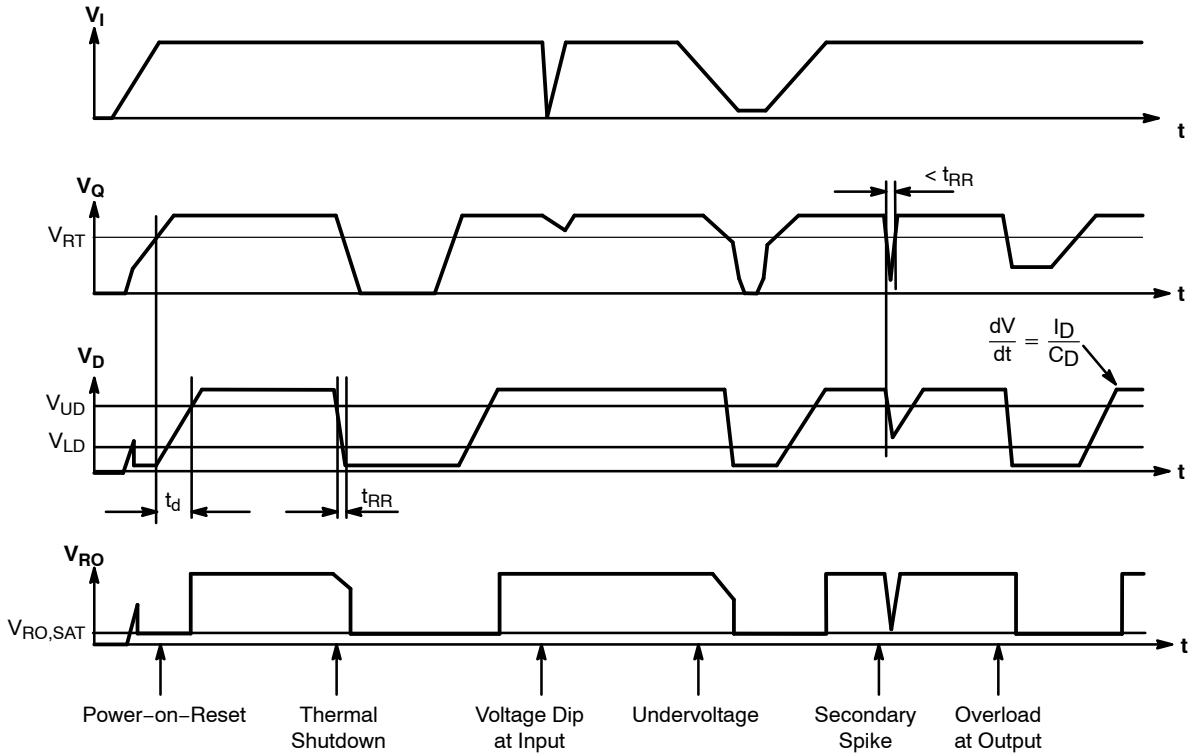 V_I
t
V_Q
< t_RR
V_RT
t
dV/dt = I_D/C_D
V_D
V_UD
V_LD
t
t_d
t_RR
V_RO
V_RO,SAT
t
Power−on−Reset
Thermal
Shutdown
Voltage Dip
at Input
Undervoltage
Secondary
Spike
Overload
at Output